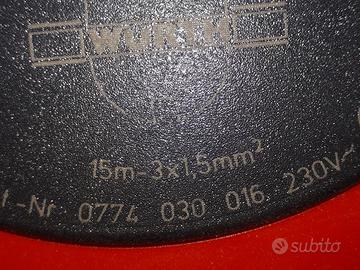 WÜRTH
15m-3x1,5mm²
t-Nr. 0774 030 016 230V~
subito